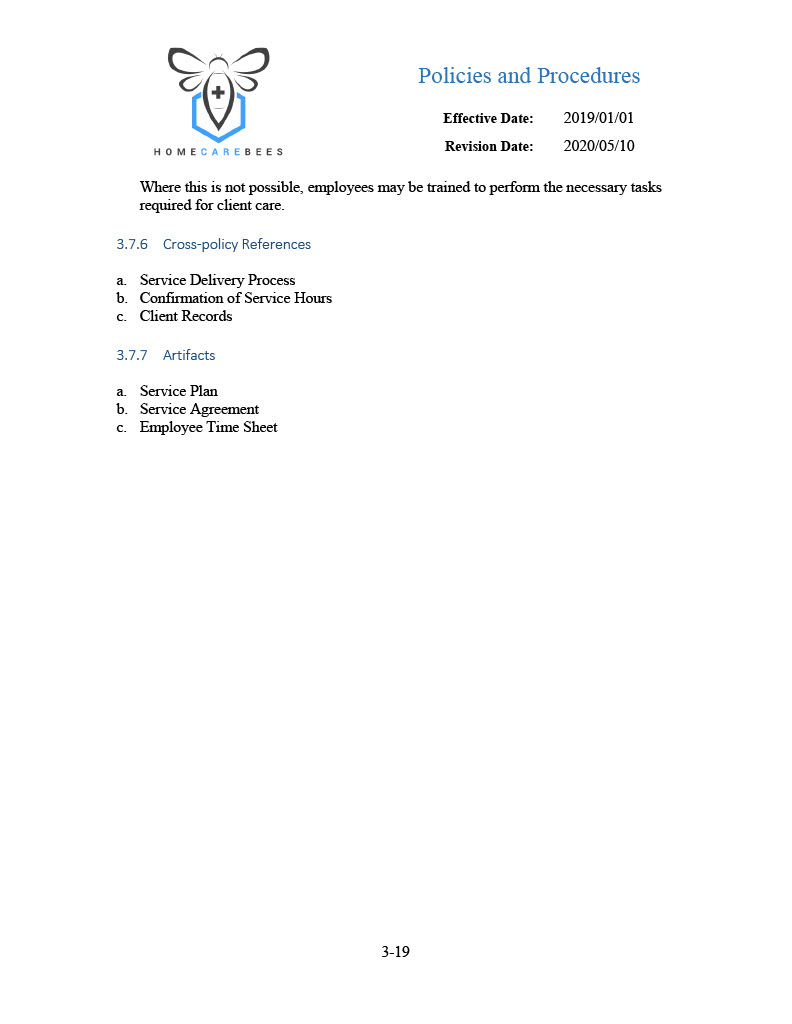 HOMECAREBEES
Policies and Procedures
Effective Date: 2019/01/01
Revision Date: 2020/05/10
Where this is not possible, employees may be trained to perform the necessary tasks
required for client care.
3.7.6 Cross-policy References
a. Service Delivery Process
b. Confirmation of Service Hours
c. Client Records
3.7.7 Artifacts
a. Service Plan
b. Service Agreement
c. Employee Time Sheet
3-19